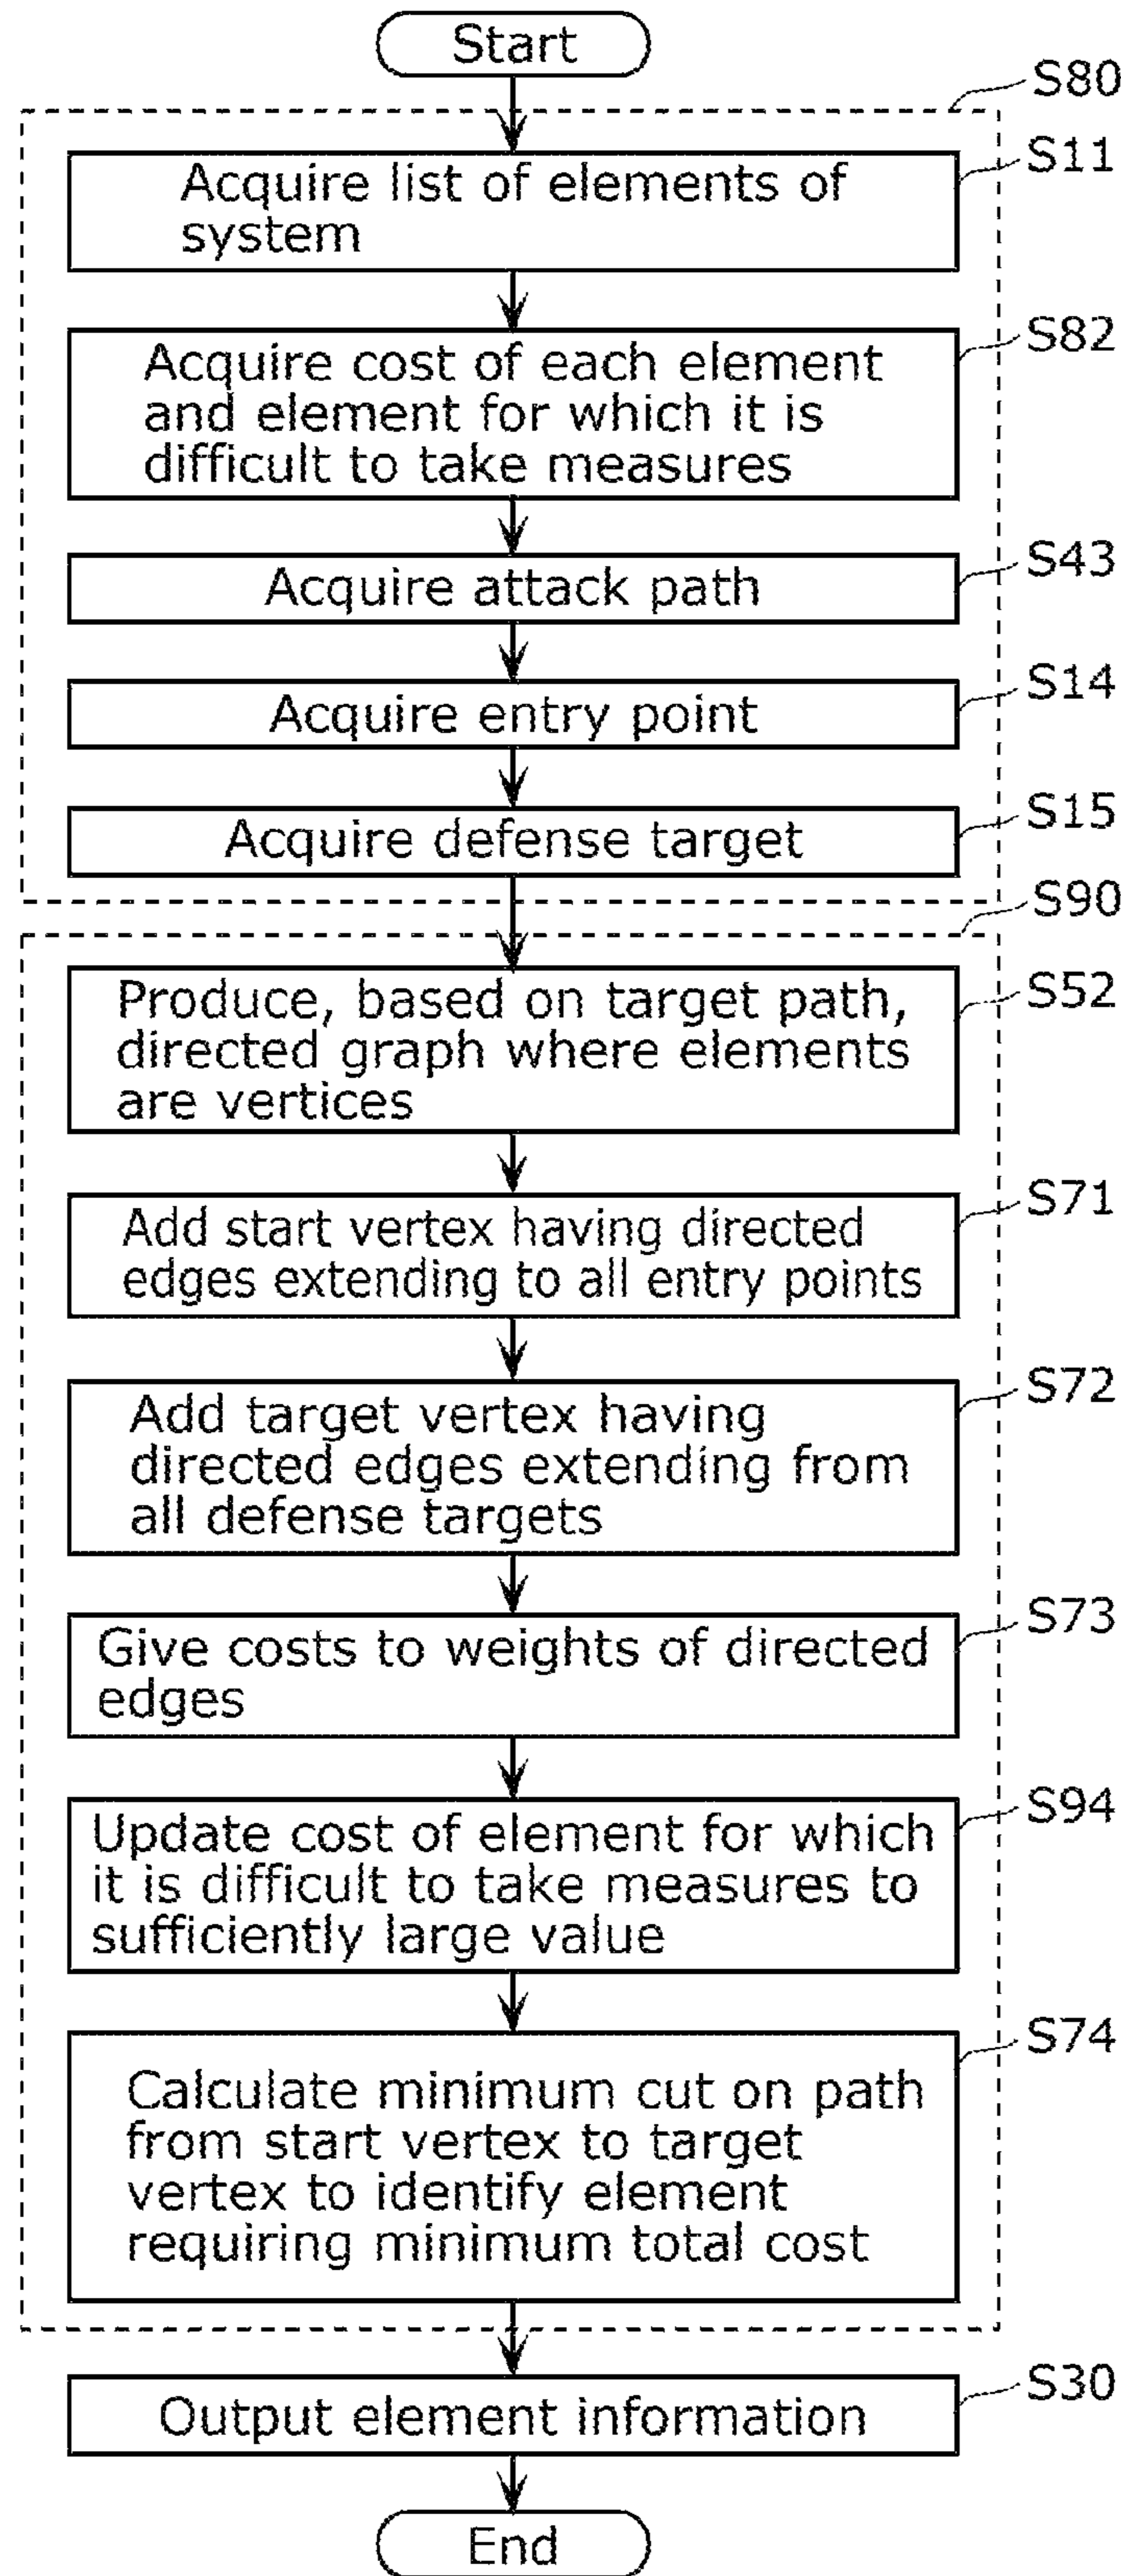 Start
S80
S11
Acquire list of elements of
system
S82
Acquire cost of each element
and element for which it is
difficult to take measures
S43
Acquire attack path
S14
Acquire entry point
S15
Acquire defense target
S90
S52
Produce, based on target path,
directed graph where elements
are vertices
S71
Add start vertex having directed
edges extending to all entry points
S72
Add target vertex having
directed edges extending from
all defense targets
S73
Give costs to weights of directed
edges
S94
Update cost of element for which
it is difficult to take measures to
sufficiently large value
S74
Calculate minimum cut on path
from start vertex to target
vertex to identify element
requiring minimum total cost
S30
Output element information
End